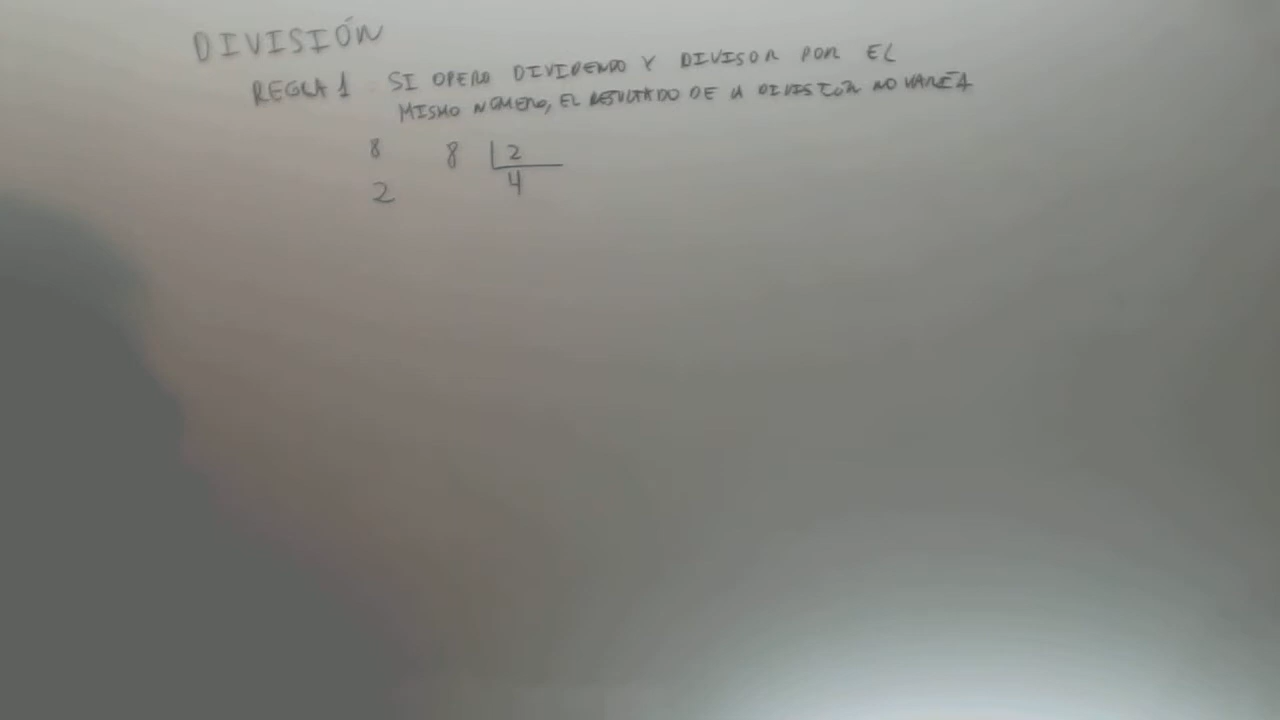 DIVISIÓN
REGLA 1 SI OPERO DIVIDENDO Y DIVISOR POR EL
MISMO NÚMERO, EL RESULTADO DE LA DIVISIÓN NO VARÍA
8 8 2
2 4